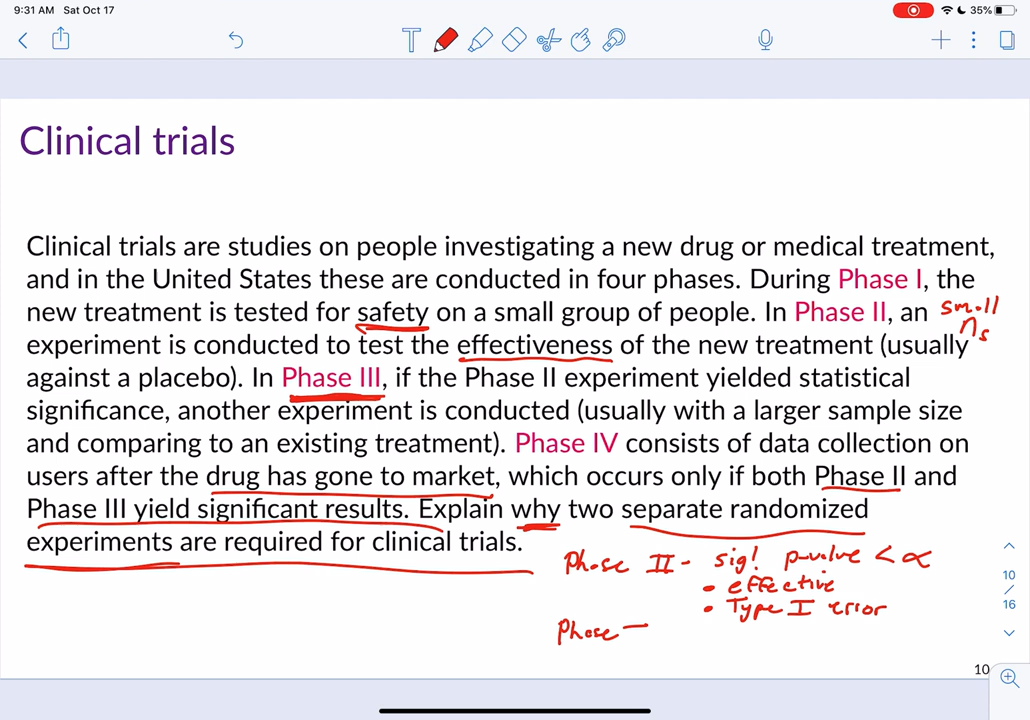 9:31 AM Sat Oct 17
35%
Clinical trials
Clinical trials are studies on people investigating a new drug or medical treatment,
and in the United States these are conducted in four phases. During Phase I, the
new treatment is tested for safety on a small group of people. In Phase II, an
small
experiment is conducted to test the effectiveness of the new treatment (usually
ns
against a placebo). In Phase III, if the Phase II experiment yielded statistical
significance, another experiment is conducted (usually with a larger sample size
and comparing to an existing treatment). Phase IV consists of data collection on
users after the drug has gone to market, which occurs only if both Phase II and
Phase III yield significant results. Explain why two separate randomized
experiments are required for clinical trials.
Phase II - sig! p-value < α
• effective
• Type I error
Phase
10
/
16
10